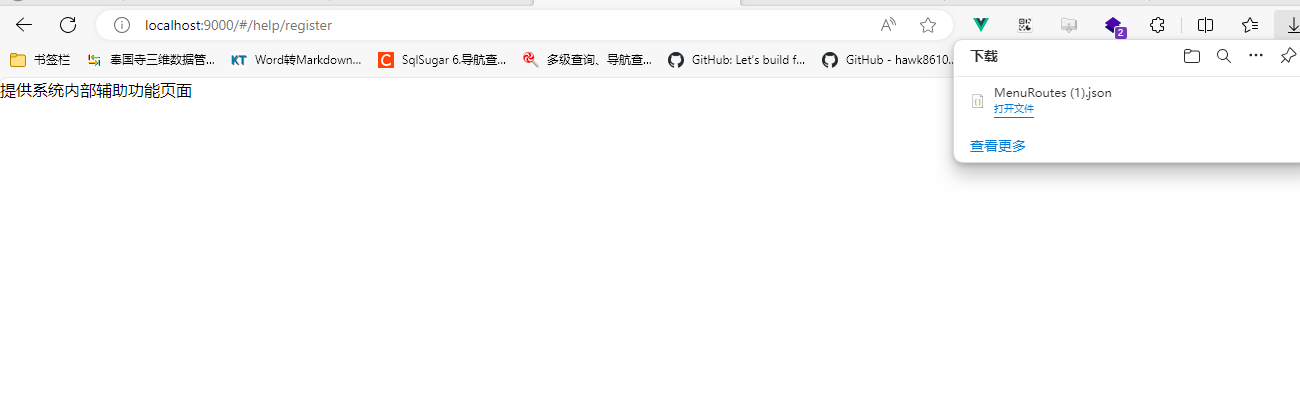 localhost:9000/#/help/register
A))
2
书签栏
奉国寺三维数据管...
KT Word转Markdown...
C SqlSugar 6.导航查...
多级查询、导航查...
GitHub: Let's build f...
GitHub - hawk8610...
提供系统内部辅助功能页面
下载
MenuRoutes (1).json
打开文件
查看更多